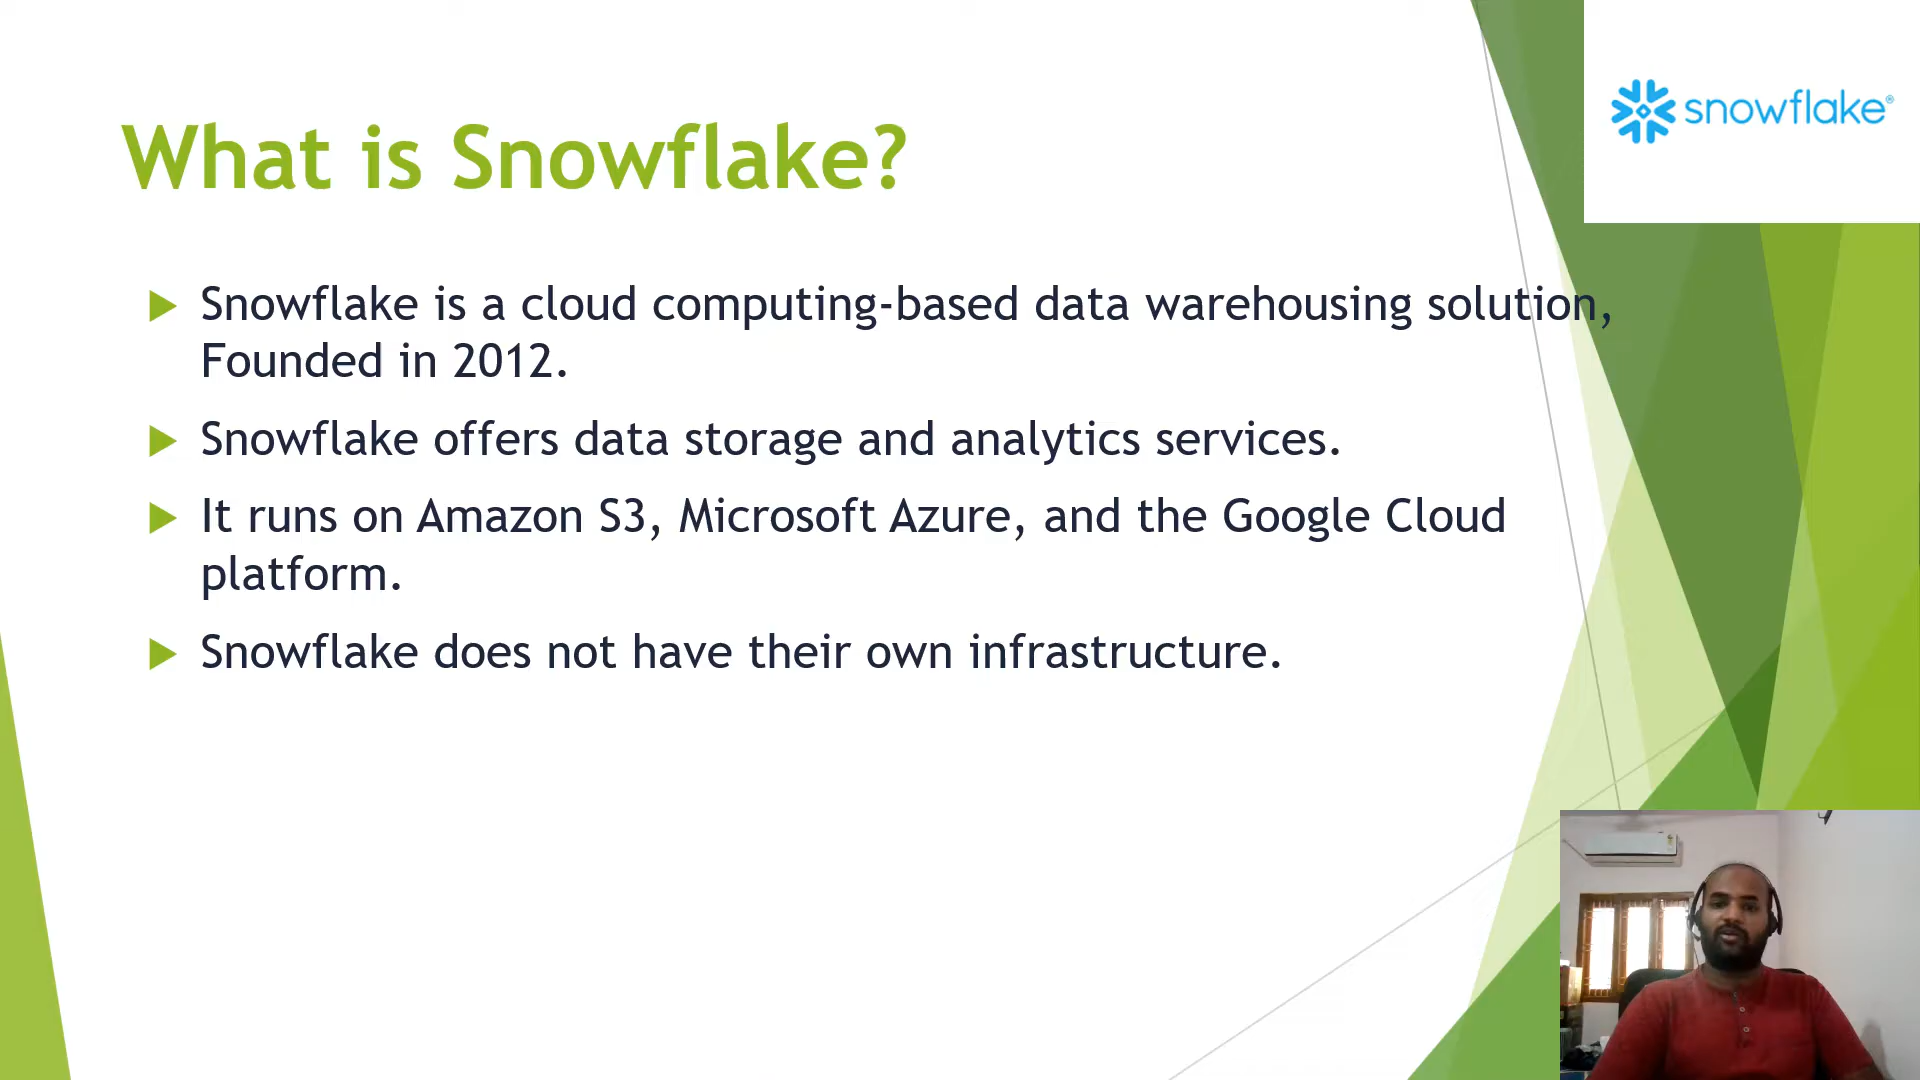 snowflake®
What is Snowflake?
Snowflake is a cloud computing-based data warehousing solution,
Founded in 2012.
Snowflake offers data storage and analytics services.
It runs on Amazon S3, Microsoft Azure, and the Google Cloud
platform.
Snowflake does not have their own infrastructure.